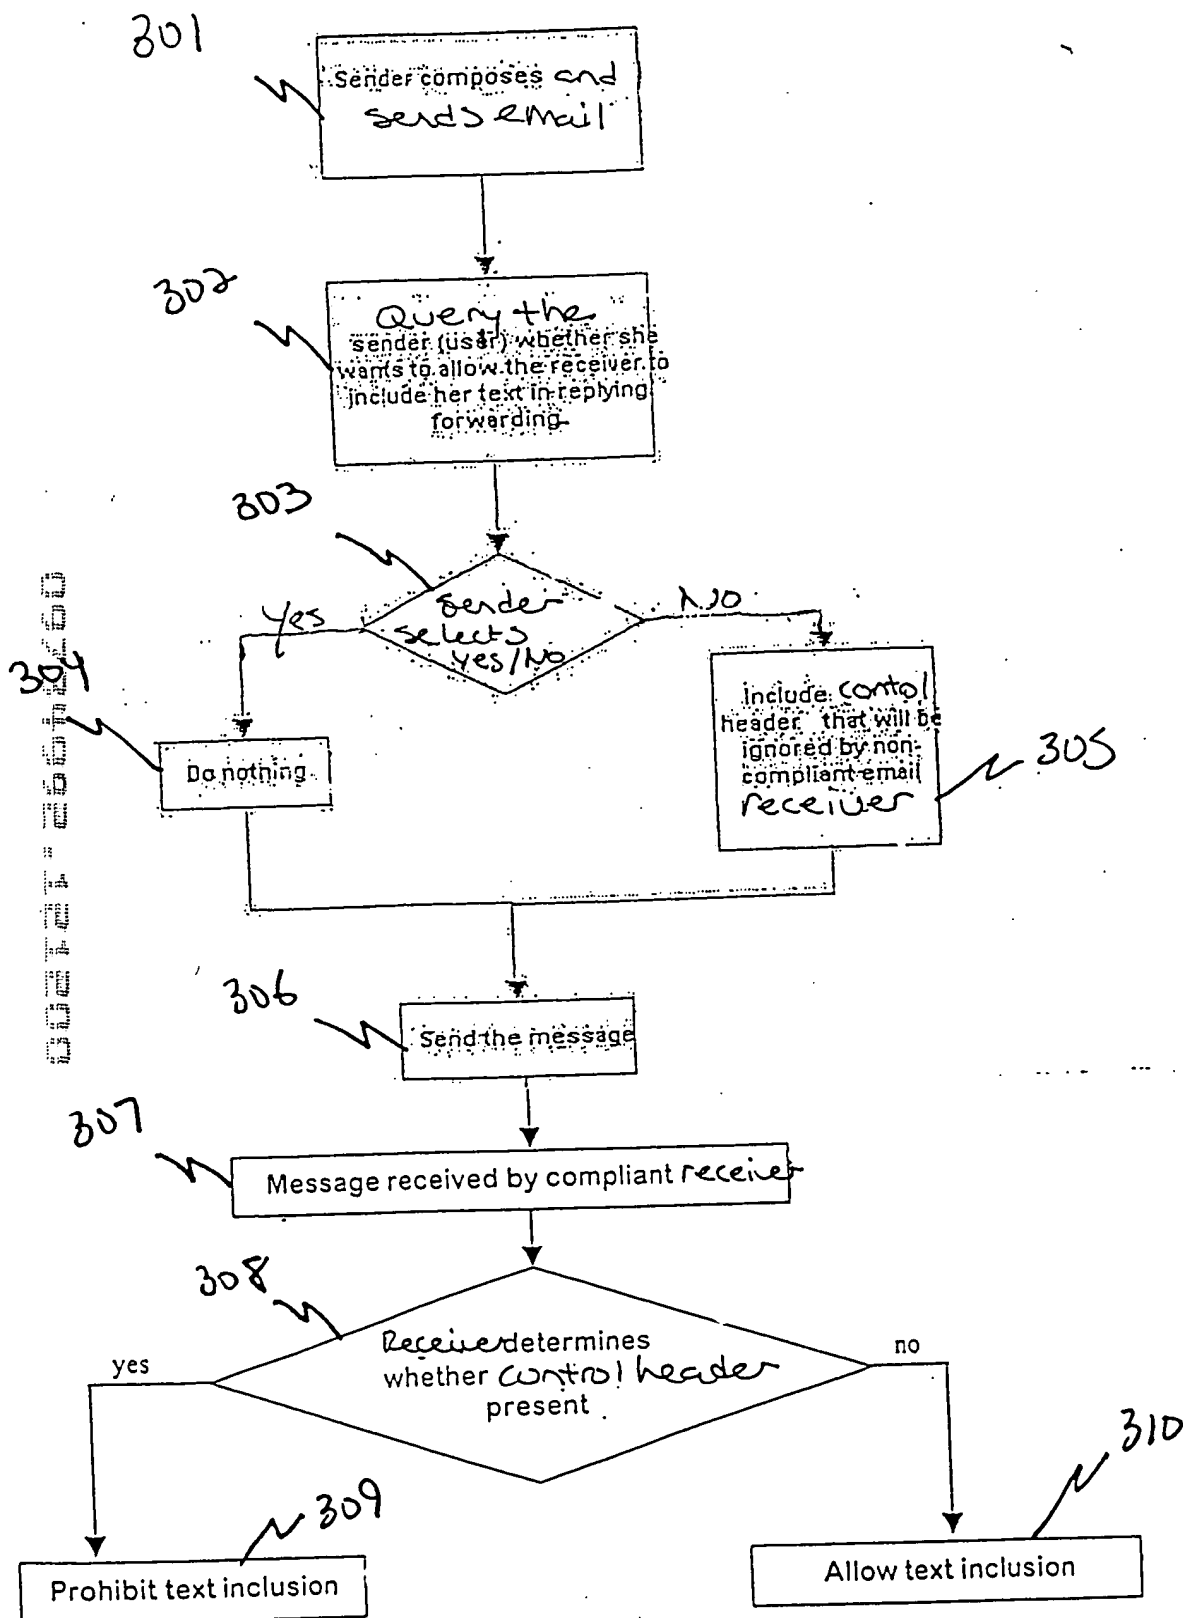 301
Sender composes and
sends email
302
Query the
sender (user) whether she
wants to allow the receiver to
include her text in replying
forwarding.
303
sender
selects
yes/No
Yes
No
304
Do nothing.
include contol
header that will be
ignored by non-
compliant email
receiver
305
306
Send the message
307
Message received by compliant receiver
308
Receiver determines
whether control header
present
yes
no
309
310
Prohibit text inclusion
Allow text inclusion